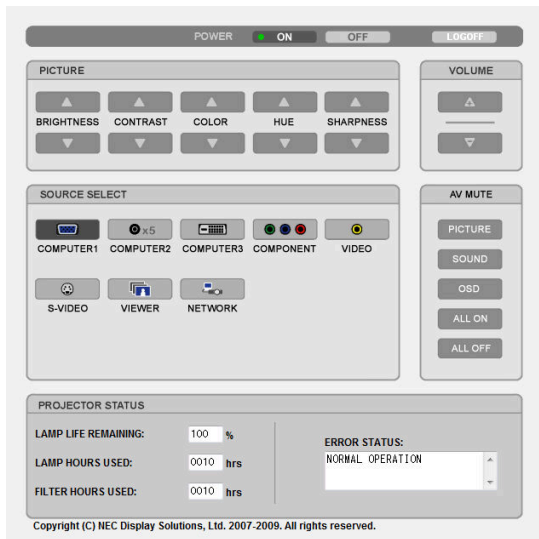 POWER ON OFF LOGOFF
PICTURE
BRIGHTNESS CONTRAST COLOR HUE SHARPNESS
VOLUME
SOURCE SELECT
x5
COMPUTER1 COMPUTER2 COMPUTER3 COMPONENT VIDEO
S-VIDEO VIEWER NETWORK
AV MUTE
PICTURE
SOUND
OSD
ALL ON
ALL OFF
PROJECTOR STATUS
LAMP LIFE REMAINING: 100 %
LAMP HOURS USED: 0010 hrs
FILTER HOURS USED: 0010 hrs
ERROR STATUS:
NORMAL OPERATION
Copyright (C) NEC Display Solutions, Ltd. 2007-2009. All rights reserved.